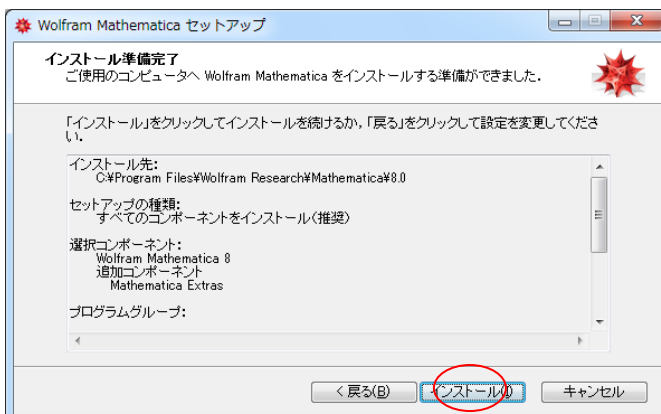 Wolfram Mathematica セットアップ
インストール準備完了
ご使用のコンピュータへ Wolfram Mathematica をインストールする準備ができました.
「インストール」をクリックしてインストールを続けるか,「戻る」をクリックして設定を変更してくださ
い.
インストール先:
C:¥Program Files¥Wolfram Research¥Mathematica¥8.0
セットアップの種類:
すべてのコンポーネントをインストール(推奨)
選択コンポーネント:
Wolfram Mathematica 8
追加コンポーネント
Mathematica Extras
プログラムグループ:
< 戻る(B) インストール(I) キャンセル